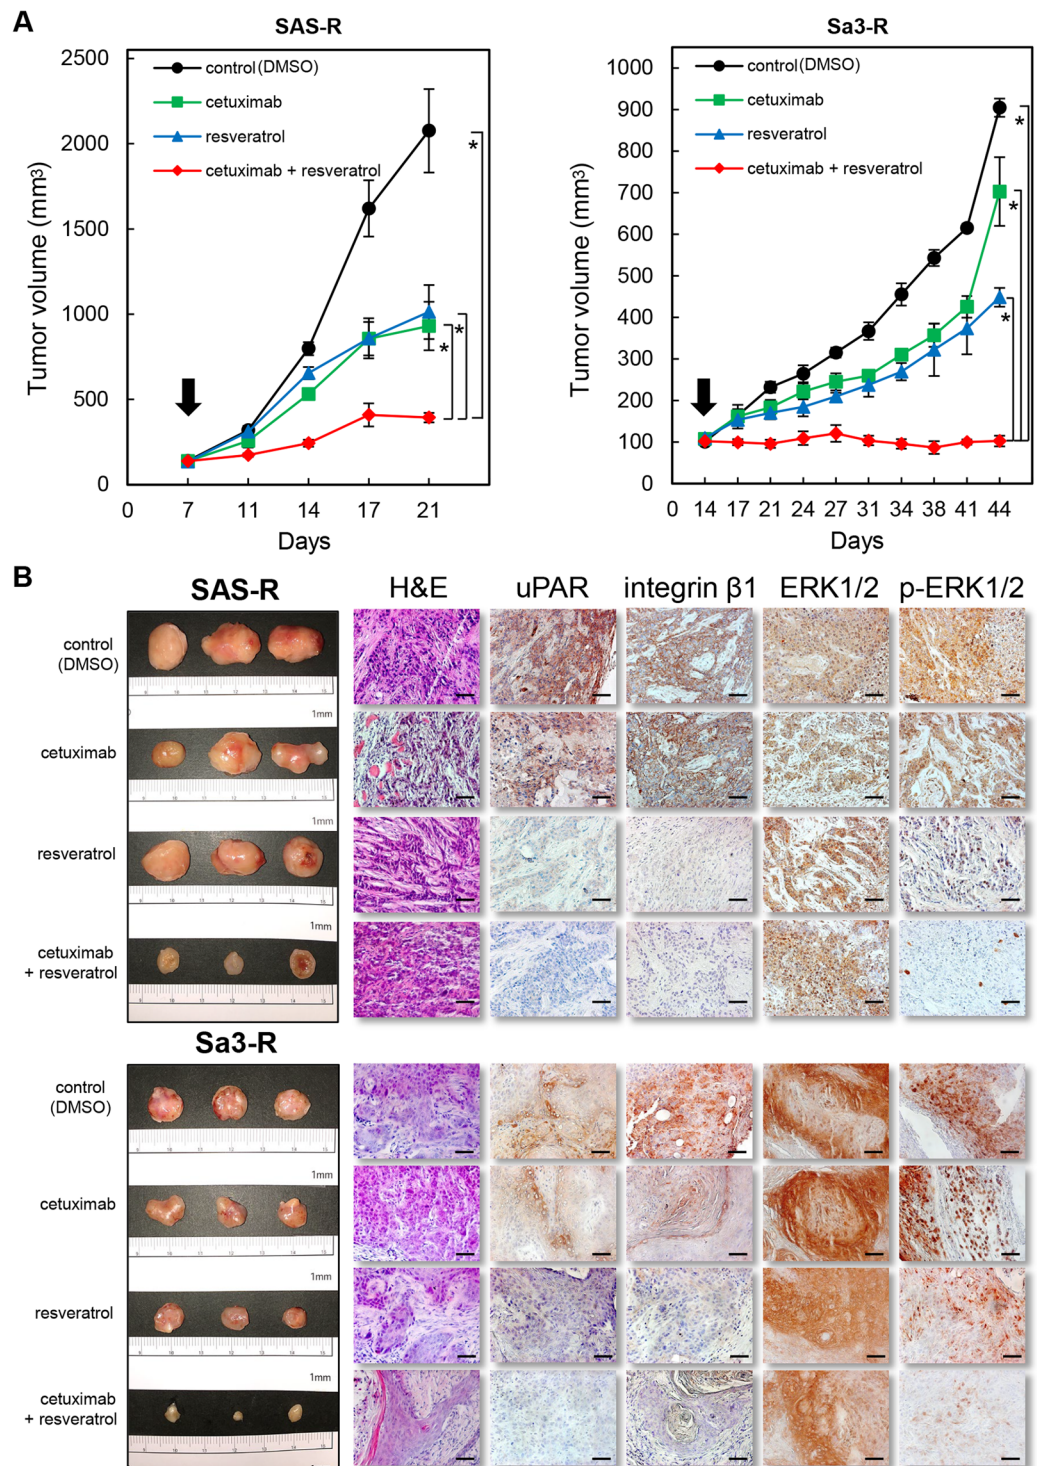 A
SAS-R
2500
2000
1500
1000
500
0
Tumor volume (mm³)
control (DMSO)
cetuximab
resveratrol
cetuximab + resveratrol
*
*
*
0 7 11 14 17 21
Days
Sa3-R
1000
900
800
700
600
500
400
300
200
100
0
Tumor volume (mm³)
control (DMSO)
cetuximab
resveratrol
cetuximab + resveratrol
*
*
*
0 14 17 21 24 27 31 34 38 41 44
Days
B
SAS-R
H&E
uPAR
integrin β1
ERK1/2
p-ERK1/2
control
(DMSO)
1mm
cetuximab
1mm
resveratrol
1mm
cetuximab
+ resveratrol
Sa3-R
control
(DMSO)
1mm
cetuximab
1mm
resveratrol
1mm
cetuximab
+ resveratrol